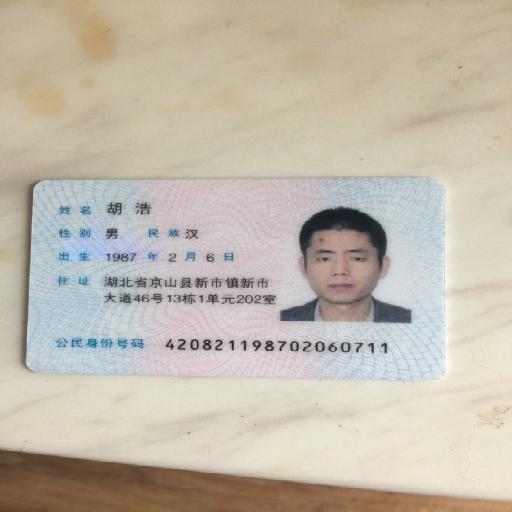 姓名 胡浩
性别 男 民族 汉
出生 1987 年 2 月 6 日
住址 湖北省京山县新市镇新市
大道46号13栋1单元202室
公民身份号码 420821198702060711